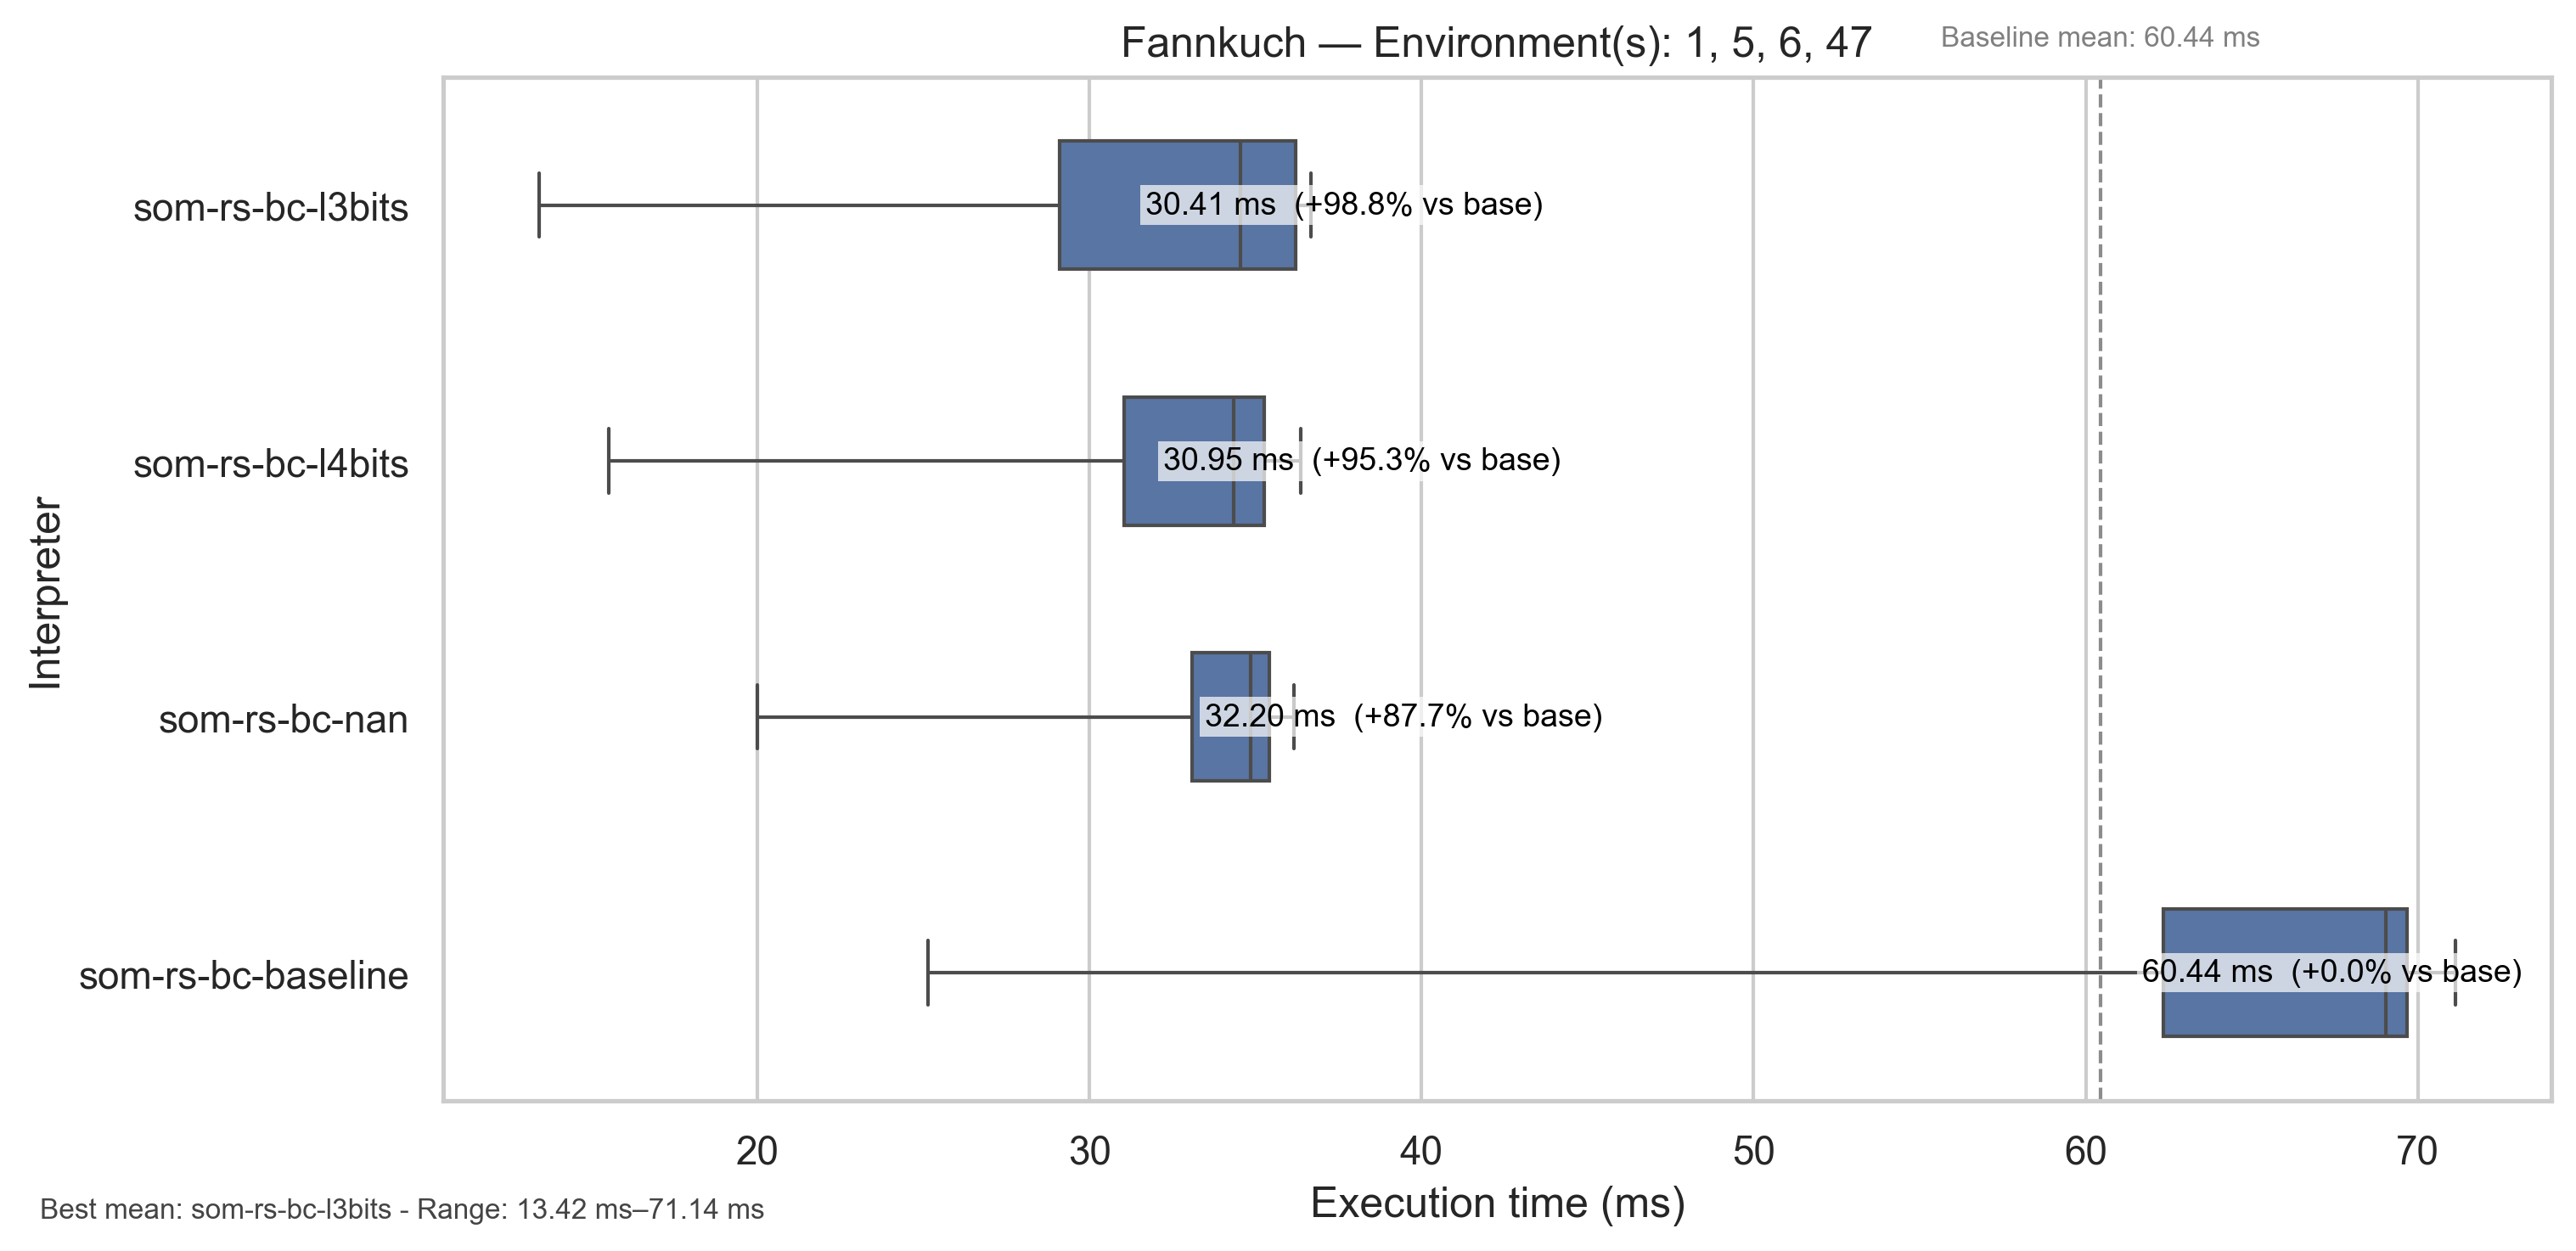 Fannkuch — Environment(s): 1, 5, 6, 47
Baseline mean: 60.44 ms
Interpreter
som-rs-bc-l3bits
30.41 ms (+98.8% vs base)
som-rs-bc-l4bits
30.95 ms (+95.3% vs base)
som-rs-bc-nan
32.20 ms (+87.7% vs base)
som-rs-bc-baseline
60.44 ms (+0.0% vs base)
20 30 40 50 60 70
Execution time (ms)
Best mean: som-rs-bc-l3bits - Range: 13.42 ms–71.14 ms